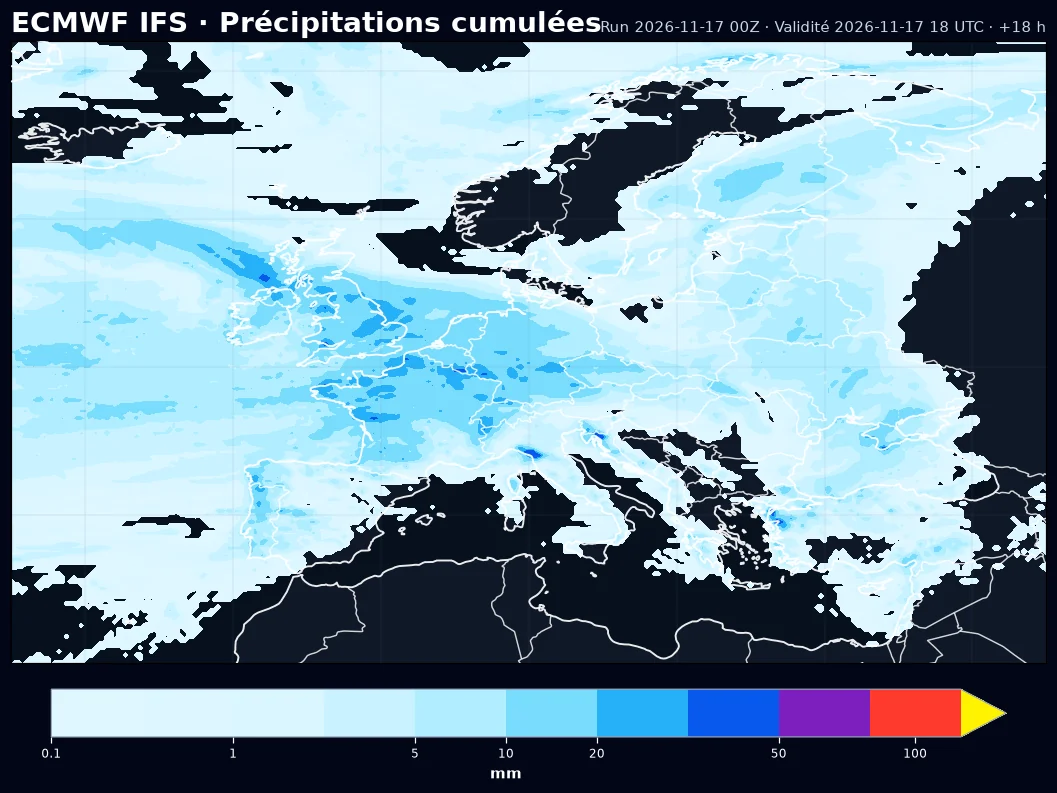 ECMWF IFS · Précipitations cumulées
Run 2026-11-17 00Z · Validité 2026-11-17 18 UTC · +18 h
0.1 1 5 10 20 50 100
mm